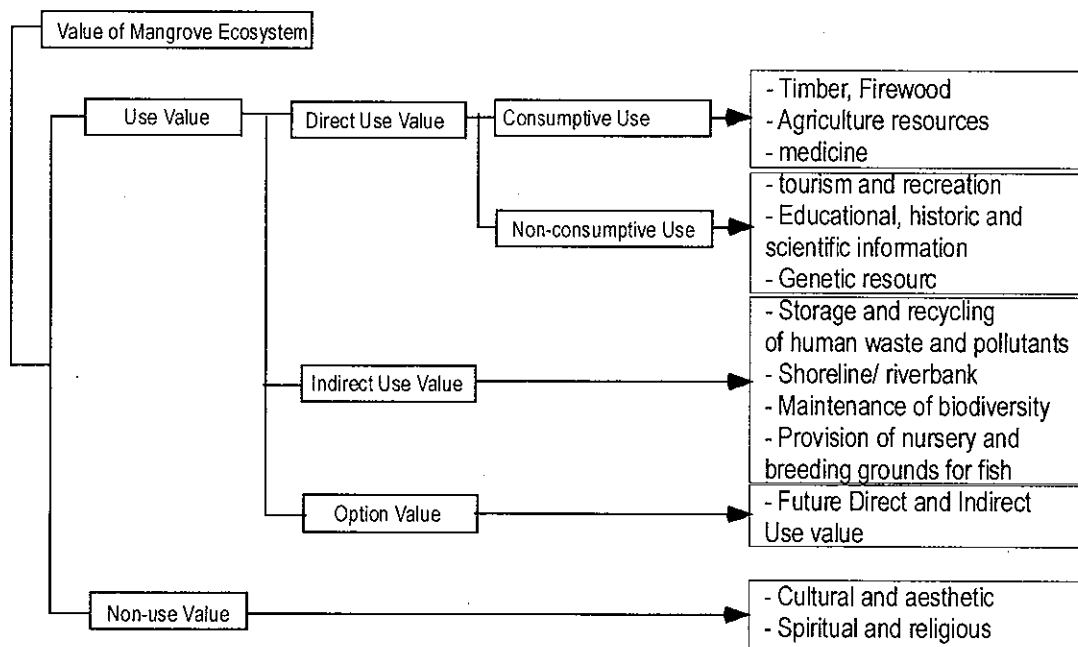 Value of Mangrove Ecosystem
Use Value
Direct Use Value
Consumptive Use
- Timber, Firewood
- Agriculture resources
- medicine
Non-consumptive Use
- tourism and recreation
- Educational, historic and
scientific information
- Genetic resourc
Indirect Use Value
- Storage and recycling
of human waste and pollutants
- Shoreline/ riverbank
- Maintenance of biodiversity
- Provision of nursery and
breeding grounds for fish
Option Value
- Future Direct and Indirect
Use value
Non-use Value
- Cultural and aesthetic
- Spiritual and religious